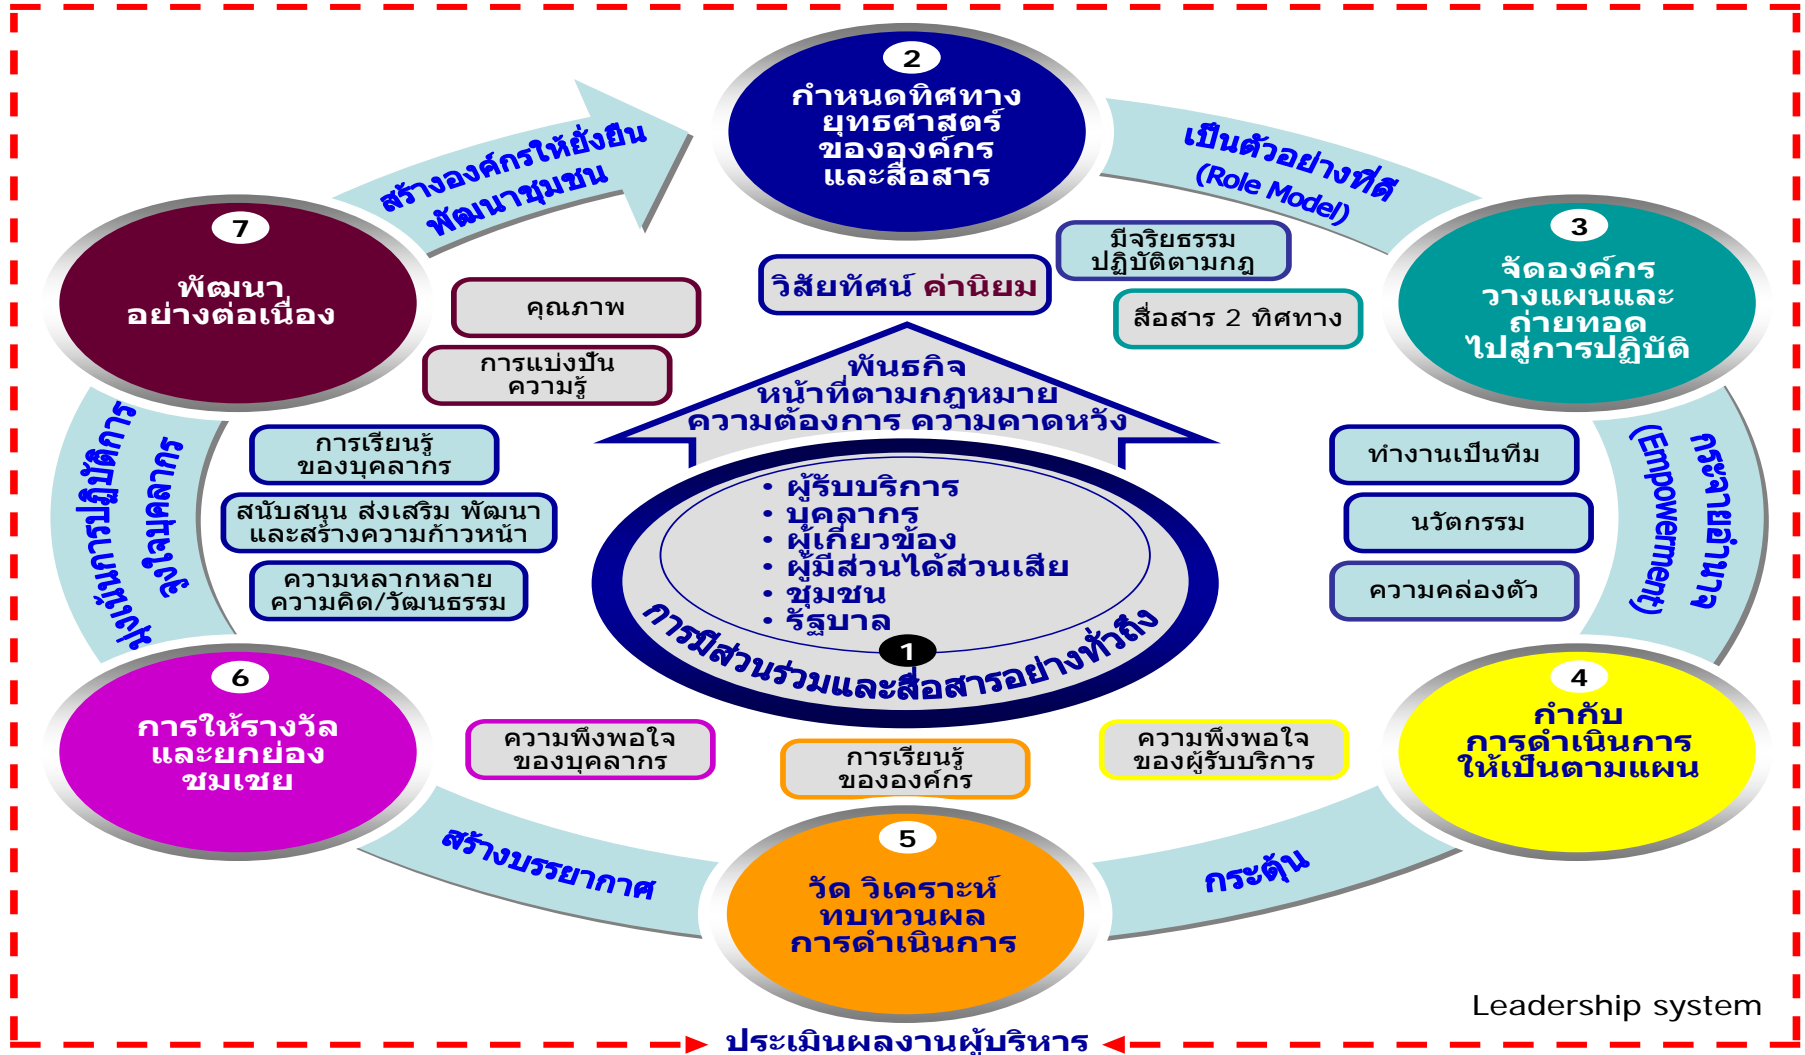 2
กำหนดทิศทาง
ยุทธศาสตร์
ขององค์กร
และสื่อสาร
เป็นตัวอย่างที่ดี
(Role Model)
3
จัดองค์กร
วางแผนและ
ถ่ายทอด
ไปสู่การปฏิบัติ
กระจายอำนาจ
(Empowerment)
4
กำกับ
การดำเนินการ
ให้เป็นตามแผน
กระตุ้น
5
วัด วิเคราะห์
ทบทวนผล
การดำเนินการ
สร้างบรรยากาศ
6
การให้รางวัล
และยกย่อง
ชมเชย
มุ่งเน้นการปฏิบัติการ
จูงใจบุคลากร
7
พัฒนา
อย่างต่อเนื่อง
สร้างองค์กรให้ยั่งยืน
พัฒนาชุมชน
วิสัยทัศน์ ค่านิยม
มีจริยธรรม
ปฏิบัติตามกฎ
สื่อสาร 2 ทิศทาง
คุณภาพ
การแบ่งปัน
ความรู้
พันธกิจ
หน้าที่ตามกฎหมาย
ความต้องการ ความคาดหวัง
การเรียนรู้
ของบุคลากร
สนับสนุน ส่งเสริม พัฒนา
และสร้างความก้าวหน้า
ความหลากหลาย
ความคิด/วัฒนธรรม
• ผู้รับบริการ
• บุคลากร
• ผู้เกี่ยวข้อง
• ผู้มีส่วนได้ส่วนเสีย
• ชุมชน
• รัฐบาล
1
การมีส่วนร่วมและสื่อสารอย่างทั่วถึง
ทำงานเป็นทีม
นวัตกรรม
ความคล่องตัว
ความพึงพอใจ
ของบุคลากร
การเรียนรู้
ขององค์กร
ความพึงพอใจ
ของผู้รับบริการ
Leadership system
ประเมินผลงานผู้บริหาร